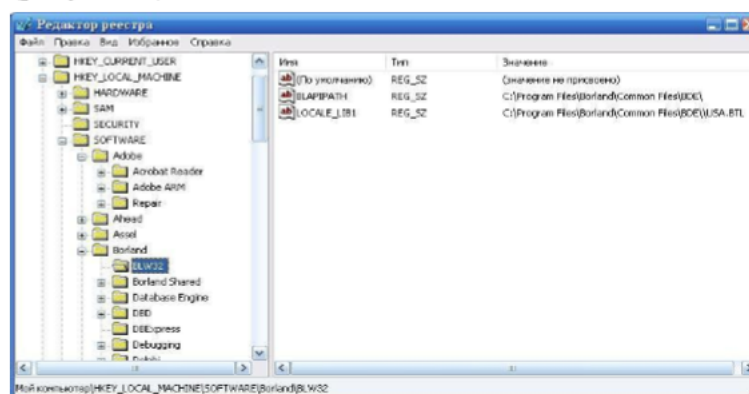 Редактор реестра
Файл Правка Вид Избранное Справка
HKEY_CURRENT_USER
HKEY_LOCAL_MACHINE
HARDWARE
SAM
SECURITY
SOFTWARE
Adobe
Acrobat Reader
Adobe ARM
Repair
Ahead
Assel
Borland
BLW32
Borland Shared
Database Engine
DBD
DBExpress
Debugging
Delphi
Имя Тип Значение
(По умолчанию) REG_SZ (значение не присвоено)
BLAPIPATH REG_SZ C:\Program Files\Borland\Common Files\BDE\
LOCALE_LIB1 REG_SZ C:\Program Files\Borland\Common Files\BDE\\USA.BTL
Мой компьютер\HKEY_LOCAL_MACHINE\SOFTWARE\Borland\BLW32